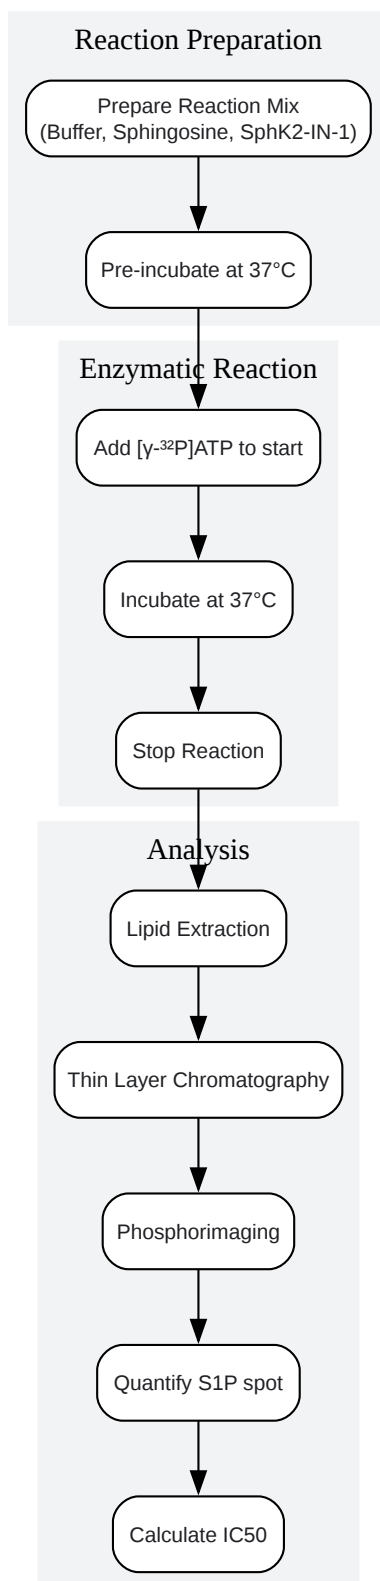 Reaction Preparation
Prepare Reaction Mix
(Buffer, Sphingosine, SphK2-IN-1)
Pre-incubate at 37°C
Enzymatic Reaction
Add [γ-³²P]ATP to start
Incubate at 37°C
Stop Reaction
Analysis
Lipid Extraction
Thin Layer Chromatography
Phosphorimaging
Quantify S1P spot
Calculate IC50